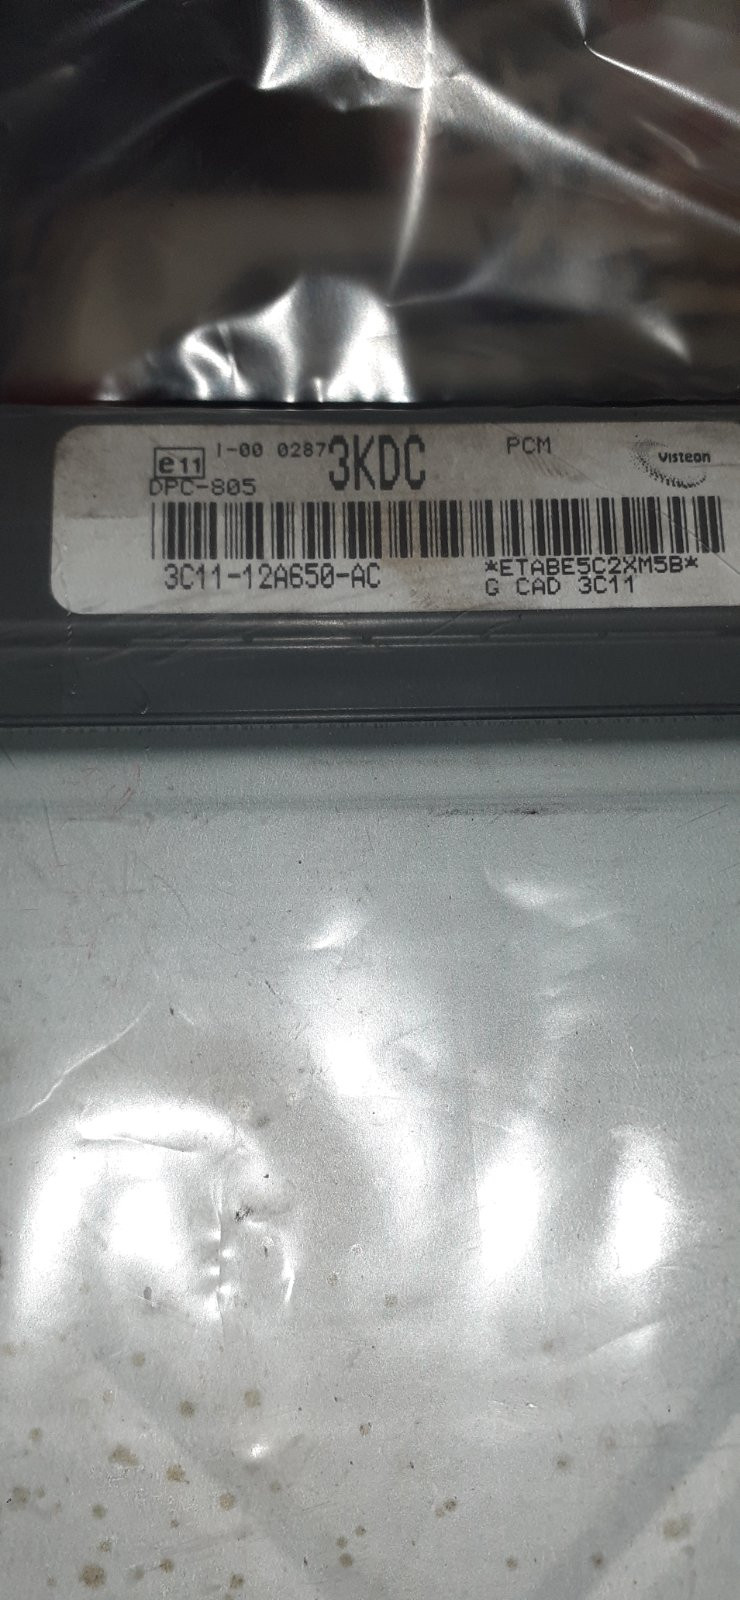 e11 I-00 0287 3KDC PCM Visteon
DPC-805
3C11-12A650-AC *ETABE5C2XM5B*
G CAD 3C11